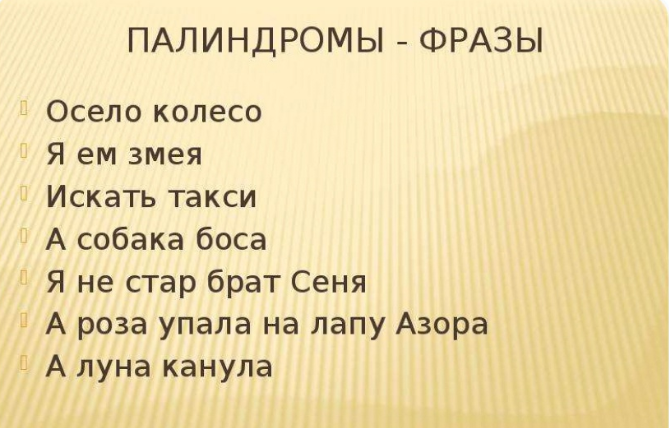 ПАЛИНДРОМЫ - ФРАЗЫ
Осело колесо
Я ем змея
Искать такси
А собака боса
Я не стар брат Сеня
А роза упала на лапу Азора
А луна канула